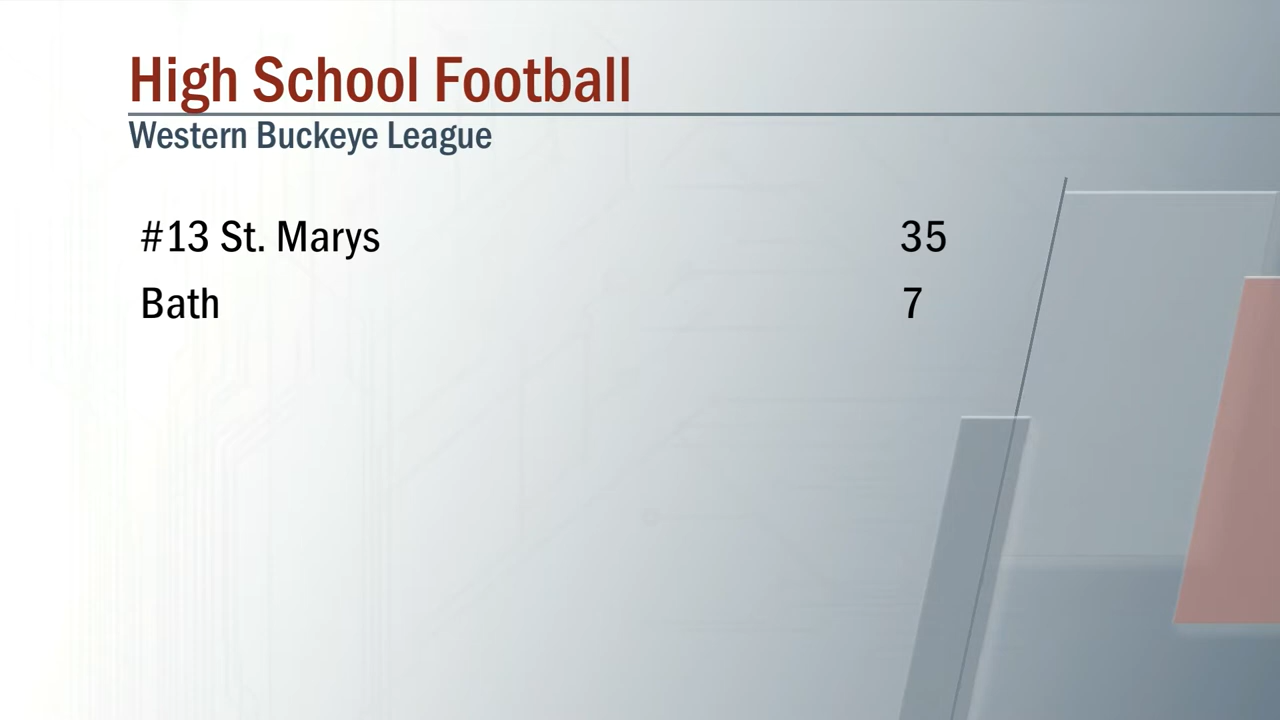 High School Football
Western Buckeye League
#13 St. Marys 35
Bath 7